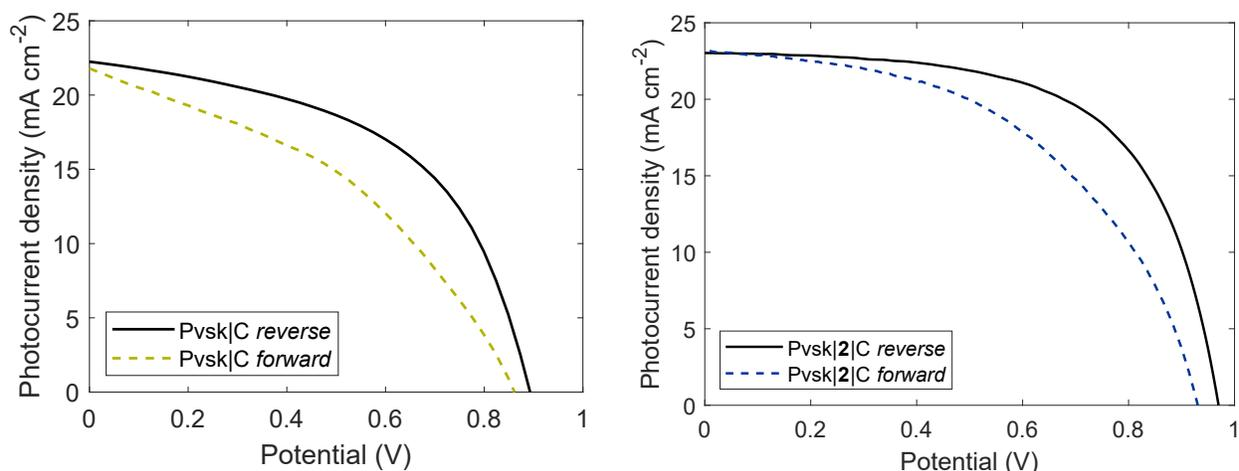 Photocurrent density (mA cm-2)
25
20
15
10
5
0
Pvsk|C reverse
Pvsk|C forward
0 0.2 0.4 0.6 0.8 1
Potential (V)
Photocurrent density (mA cm-2)
25
20
15
10
5
0
Pvsk|2|C reverse
Pvsk|2|C forward
0 0.2 0.4 0.6 0.8 1
Potential (V)